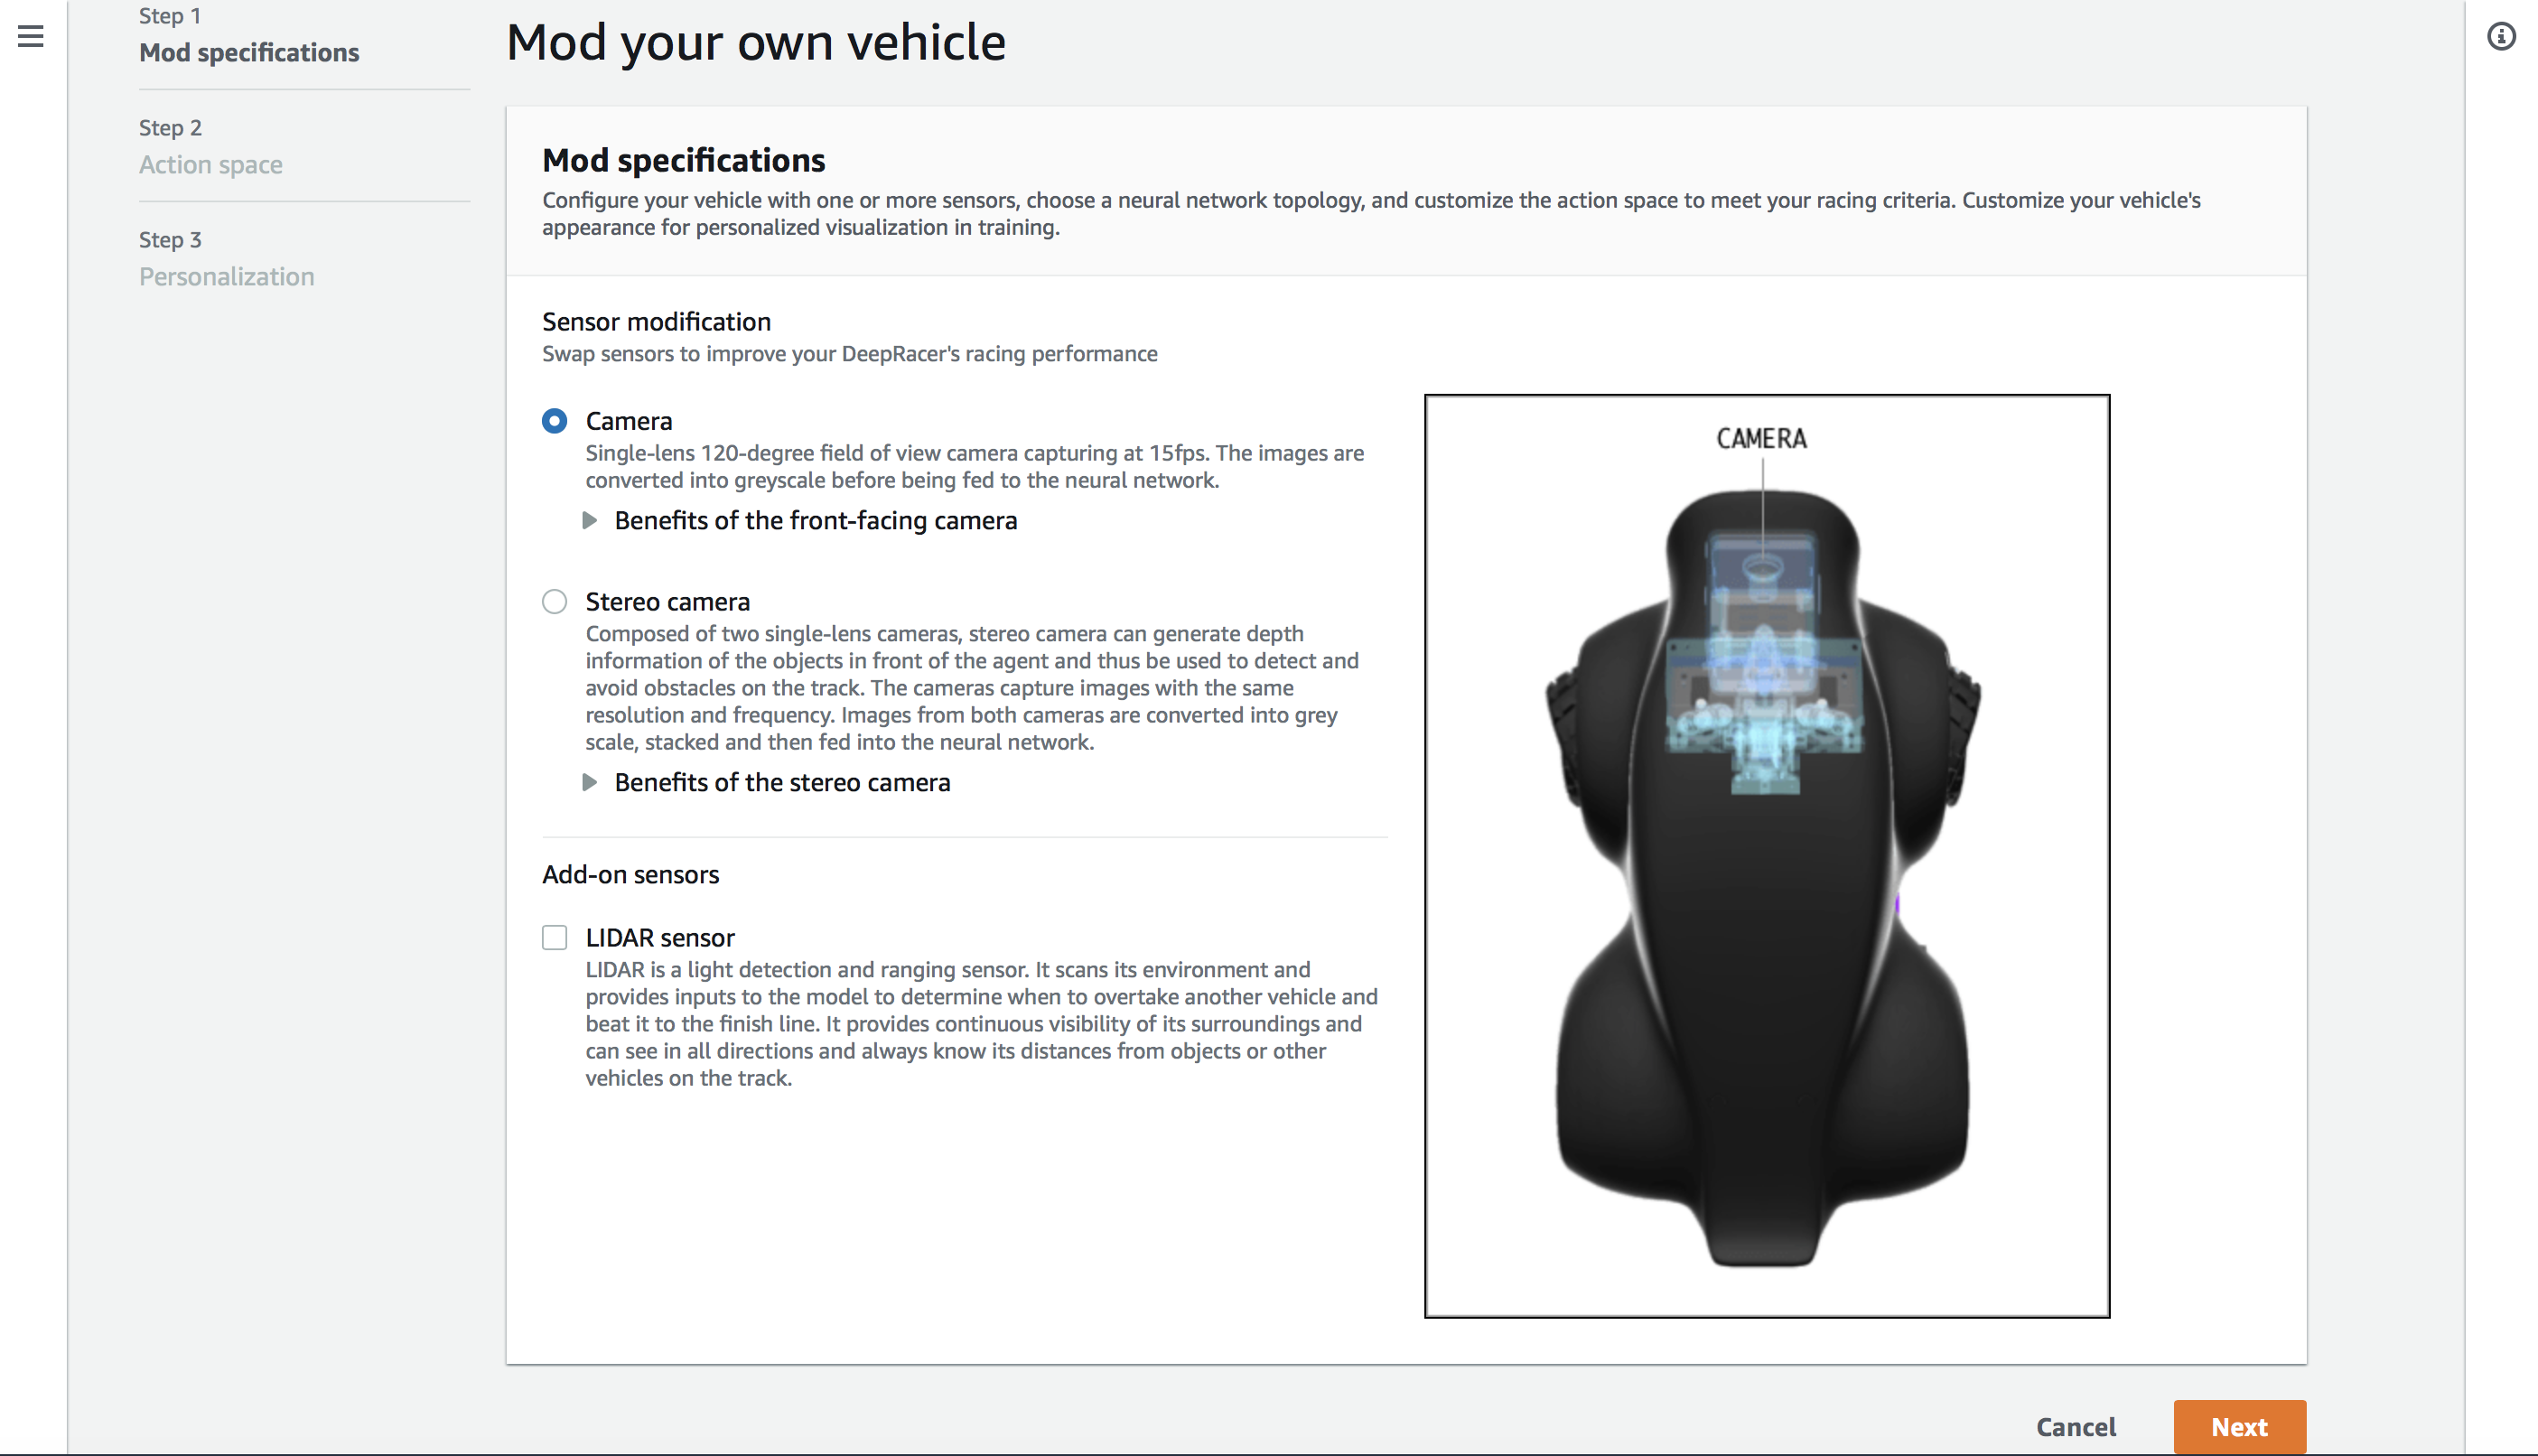 Step 1
Mod specifications
Step 2
Action space
Step 3
Personalization
Mod your own vehicle
Mod specifications
Configure your vehicle with one or more sensors, choose a neural network topology, and customize the action space to meet your racing criteria. Customize your vehicle's
appearance for personalized visualization in training.
Sensor modification
Swap sensors to improve your DeepRacer's racing performance
Camera
Single-lens 120-degree field of view camera capturing at 15fps. The images are
converted into greyscale before being fed to the neural network.
Benefits of the front-facing camera
Stereo camera
Composed of two single-lens cameras, stereo camera can generate depth
information of the objects in front of the agent and thus be used to detect and
avoid obstacles on the track. The cameras capture images with the same
resolution and frequency. Images from both cameras are converted into grey
scale, stacked and then fed into the neural network.
Benefits of the stereo camera
Add-on sensors
LIDAR sensor
LIDAR is a light detection and ranging sensor. It scans its environment and
provides inputs to the model to determine when to overtake another vehicle and
beat it to the finish line. It provides continuous visibility of its surroundings and
can see in all directions and always know its distances from objects or other
vehicles on the track.
CAMERA
Cancel
Next